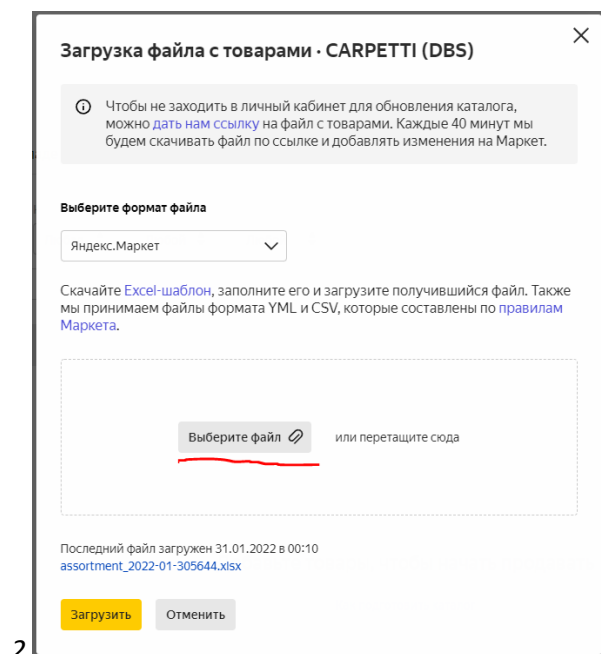 Загрузка файла с товарами · CARPETTI (DBS)
Чтобы не заходить в личный кабинет для обновления каталога,
можно дать нам ссылку на файл с товарами. Каждые 40 минут мы
будем скачивать файл по ссылке и добавлять изменения на Маркет.
Выберите формат файла
Яндекс.Маркет
Скачайте Excel-шаблон, заполните его и загрузите получившийся файл. Также
мы принимаем файлы формата YML и CSV, которые составлены по правилам
Маркета.
Выберите файл или перетащите сюда
Последний файл загружен 31.01.2022 в 00:10
assortment_2022-01-305644.xlsx
Загрузить Отменить
2